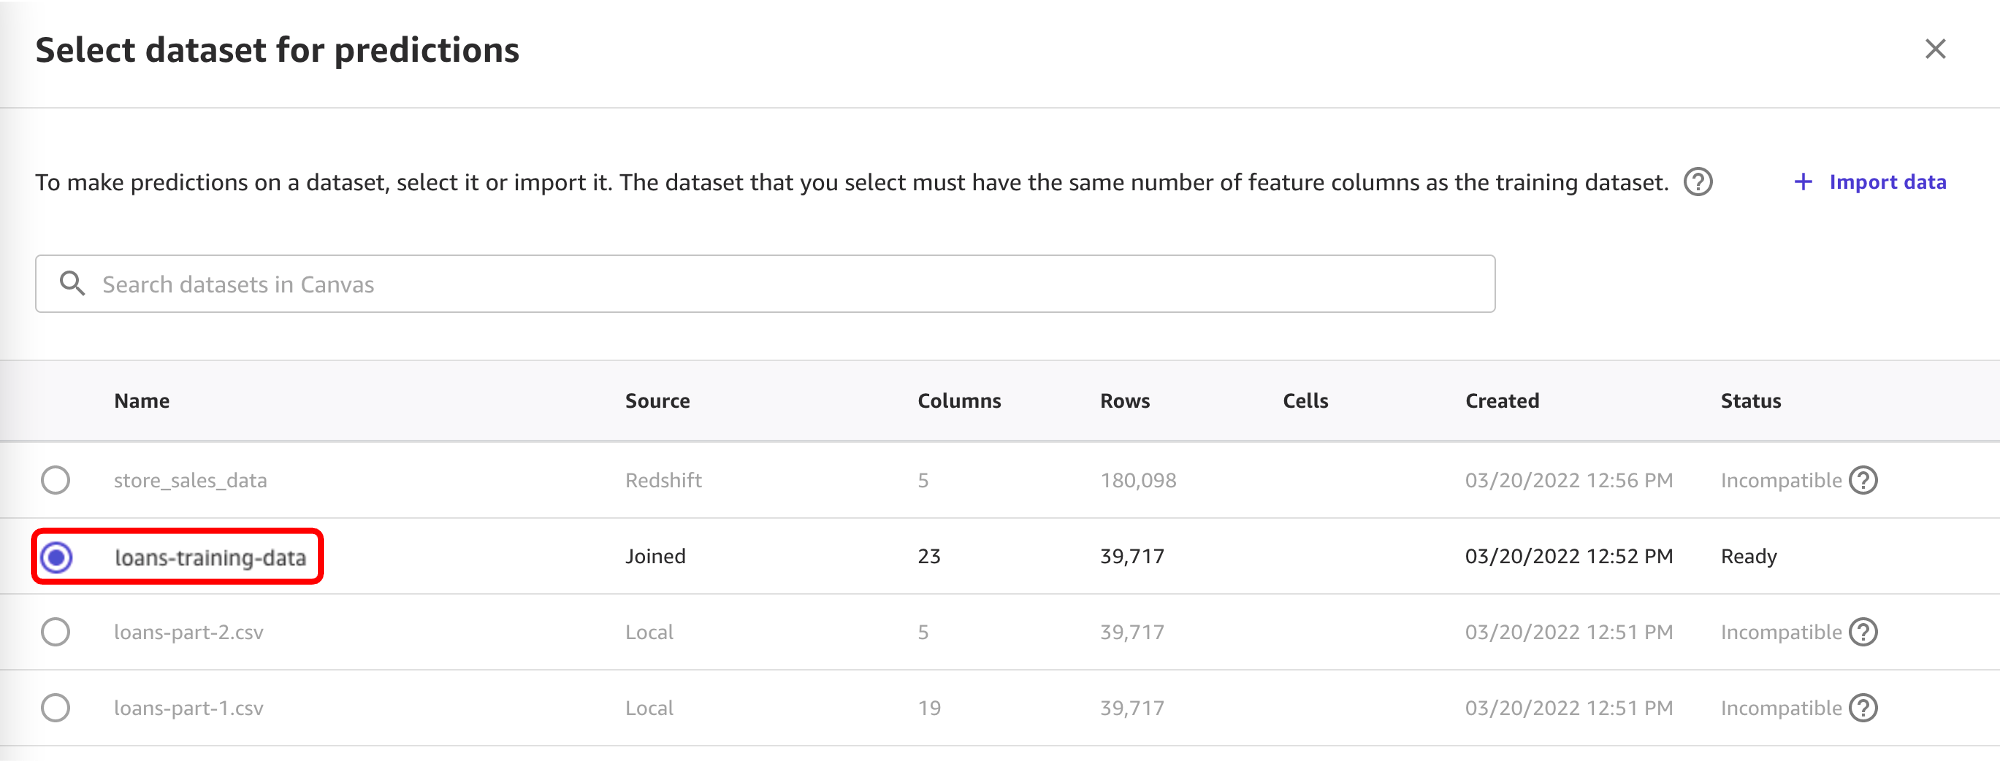 Select dataset for predictions
To make predictions on a dataset, select it or import it. The dataset that you select must have the same number of feature columns as the training dataset. ? + Import data
Search datasets in Canvas
Name Source Columns Rows Cells Created Status
store_sales_data Redshift 5 180,098 03/20/2022 12:56 PM Incompatible ?
loans-training-data Joined 23 39,717 03/20/2022 12:52 PM Ready
loans-part-2.csv Local 5 39,717 03/20/2022 12:51 PM Incompatible ?
loans-part-1.csv Local 19 39,717 03/20/2022 12:51 PM Incompatible ?